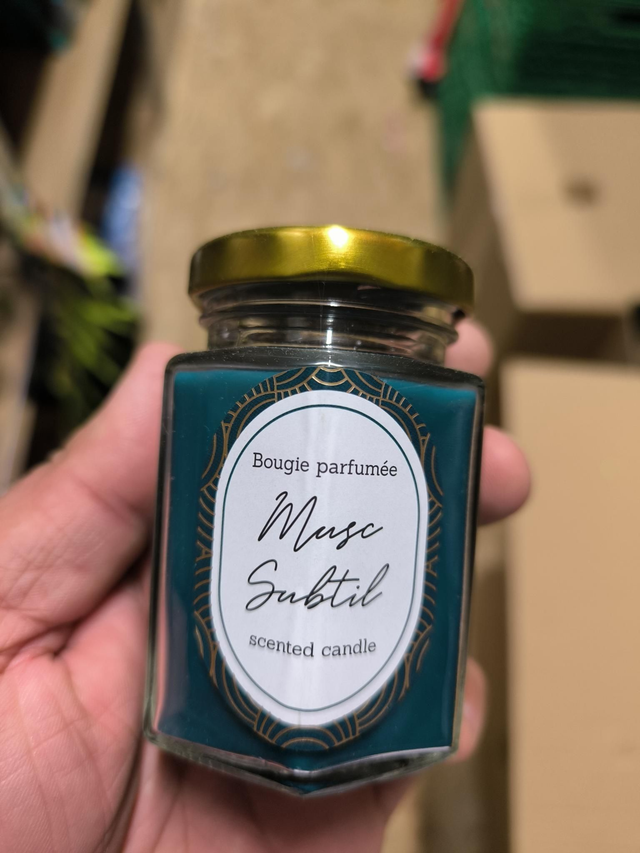 Bougie parfumée
Musc
Subtil
scented candle